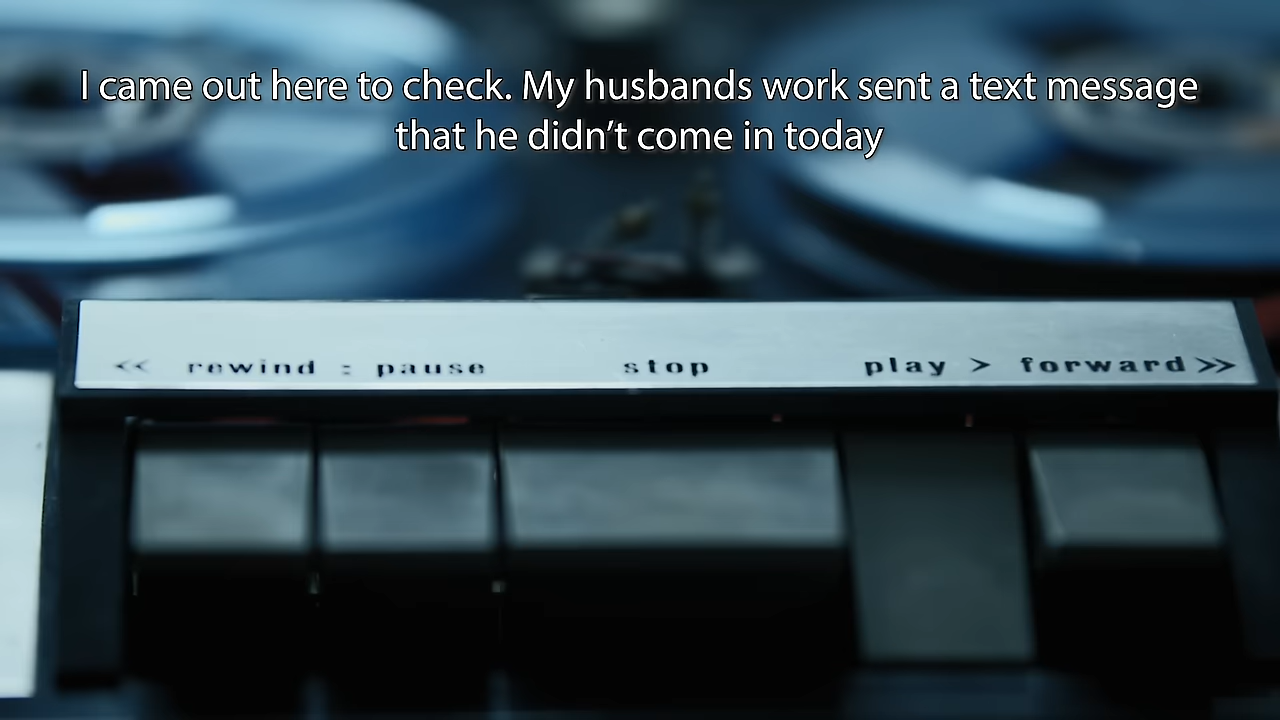 I came out here to check. My husbands work sent a text message
that he didn’t come in today
<< rewind : pause stop play > forward >>